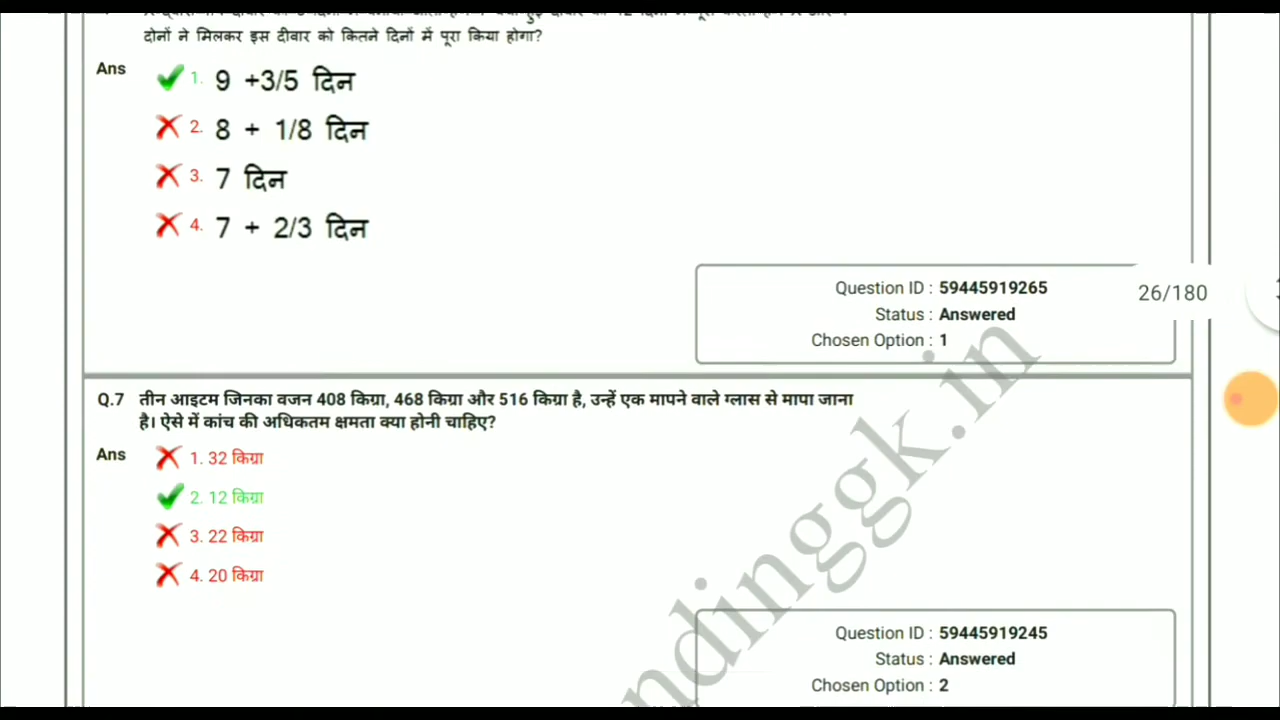 दोनों ने मिलकर इस दीवार को कितने दिनों में पूरा किया होगा?
Ans
1. 9 +3/5 दिन
2. 8 + 1/8 दिन
3. 7 दिन
4. 7 + 2/3 दिन
Question ID : 59445919265
Status : Answered
Chosen Option : 1
26/180
Q.7 तीन आइटम जिनका वजन 408 किग्रा, 468 किग्रा और 516 किग्रा है, उन्हें एक मापने वाले ग्लास से मापा जाना
है। ऐसे में कांच की अधिकतम क्षमता क्या होनी चाहिए?
Ans
1. 32 किग्रा
2. 12 किग्रा
3. 22 किग्रा
4. 20 किग्रा
Question ID : 59445919245
Status : Answered
Chosen Option : 2
ndinggk.in